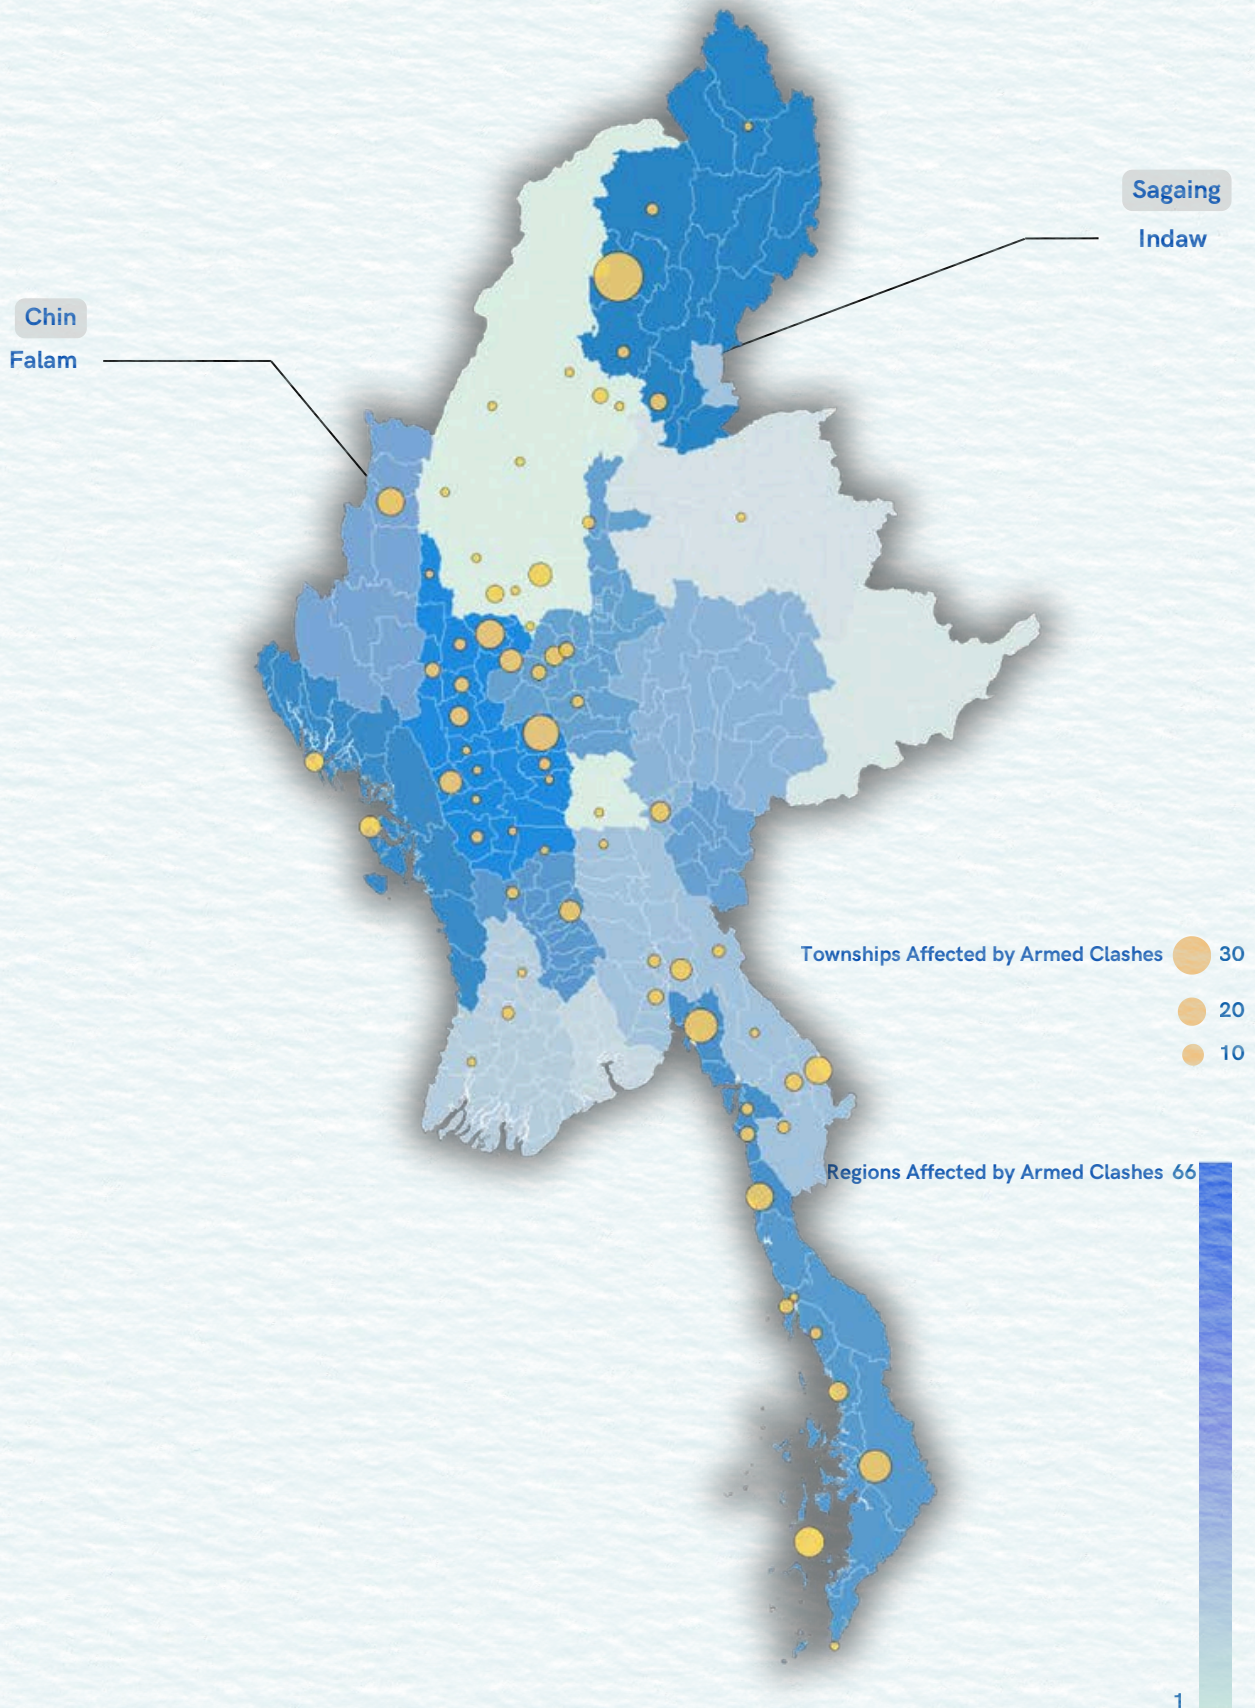 Sagaing
Indaw
Chin
Falam
Townships Affected by Armed Clashes 30
20
10
Regions Affected by Armed Clashes 66
1